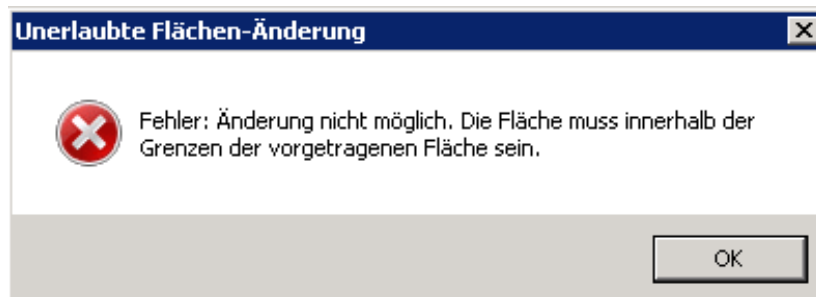 Unerlaubte Flächen-Änderung
Fehler: Änderung nicht möglich. Die Fläche muss innerhalb der
Grenzen der vorgetragenen Fläche sein.
OK